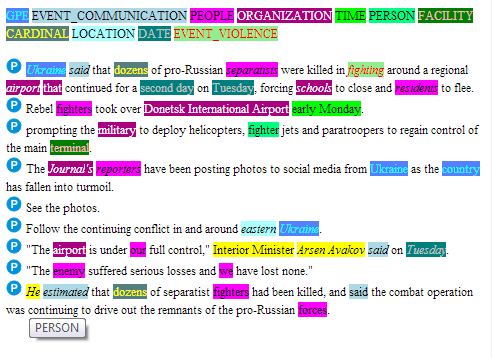 GPE EVENT_COMMUNICATION PEOPLE ORGANIZATION TIME PERSON FACILITY
CARDINAL LOCATION DATE EVENT_VIOLENCE
P Ukraine said that dozens of pro-Russian separatists were killed in fighting around a regional
airport that continued for a second day on Tuesday, forcing schools to close and residents to flee.
P Rebel fighters took over Donetsk International Airport early Monday.
P prompting the military to deploy helicopters, fighter jets and paratroopers to regain control of
the main terminal.
P The Journal's reporters have been posting photos to social media from Ukraine as the country
has fallen into turmoil.
P See the photos.
P Follow the continuing conflict in and around eastern Ukraine.
P "The airport is under our full control," Interior Minister Arsen Avakov said on Tuesday.
P "The enemy suffered serious losses and we have lost none."
P He estimated that dozens of separatist fighters had been killed, and said the combat operation
was continuing to drive out the remnants of the pro-Russian forces.
PERSON